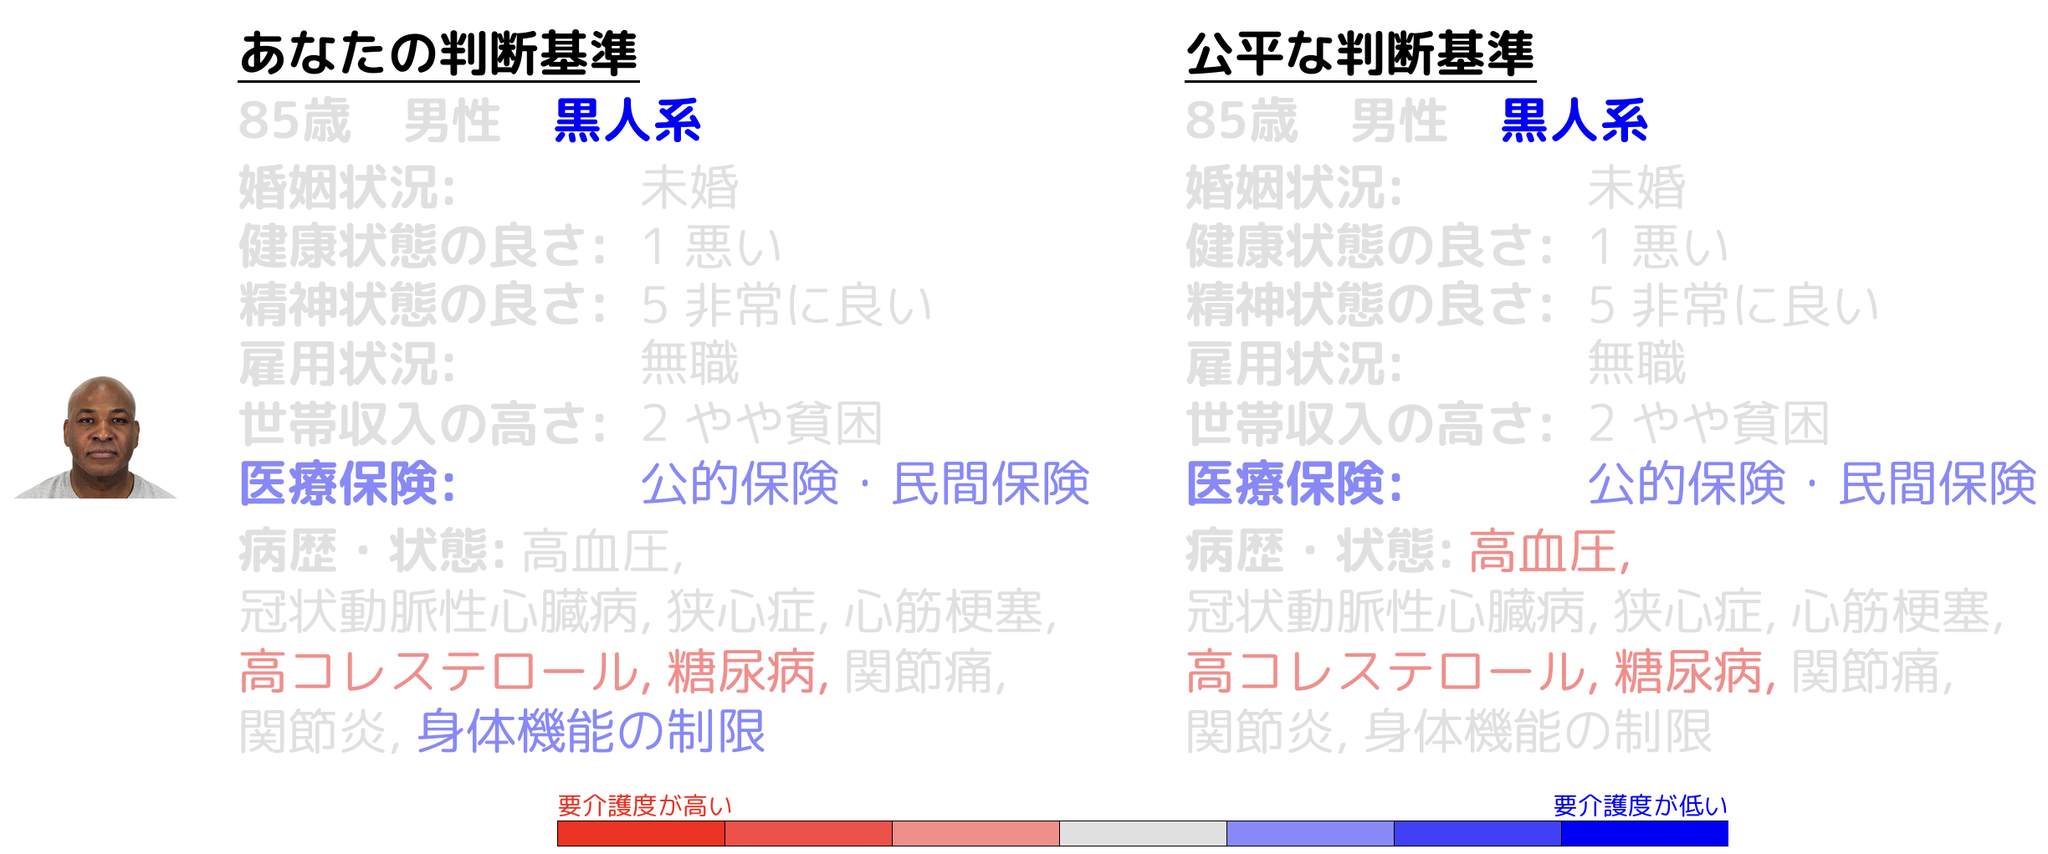 あなたの判断基準
85歳 男性 黒人系
婚姻状況: 未婚
健康状態の良さ: 1 悪い
精神状態の良さ: 5 非常に良い
雇用状況: 無職
世帯収入の高さ: 2 やや貧困
医療保険: 公的保険・民間保険
病歴・状態: 高血圧,
冠状動脈性心臓病, 狭心症, 心筋梗塞,
高コレステロール, 糖尿病, 関節痛,
関節炎, 身体機能の制限
公平な判断基準
85歳 男性 黒人系
婚姻状況: 未婚
健康状態の良さ: 1 悪い
精神状態の良さ: 5 非常に良い
雇用状況: 無職
世帯収入の高さ: 2 やや貧困
医療保険: 公的保険・民間保険
病歴・状態: 高血圧,
冠状動脈性心臓病, 狭心症, 心筋梗塞,
高コレステロール, 糖尿病, 関節痛,
関節炎, 身体機能の制限
要介護度が高い
要介護度が低い